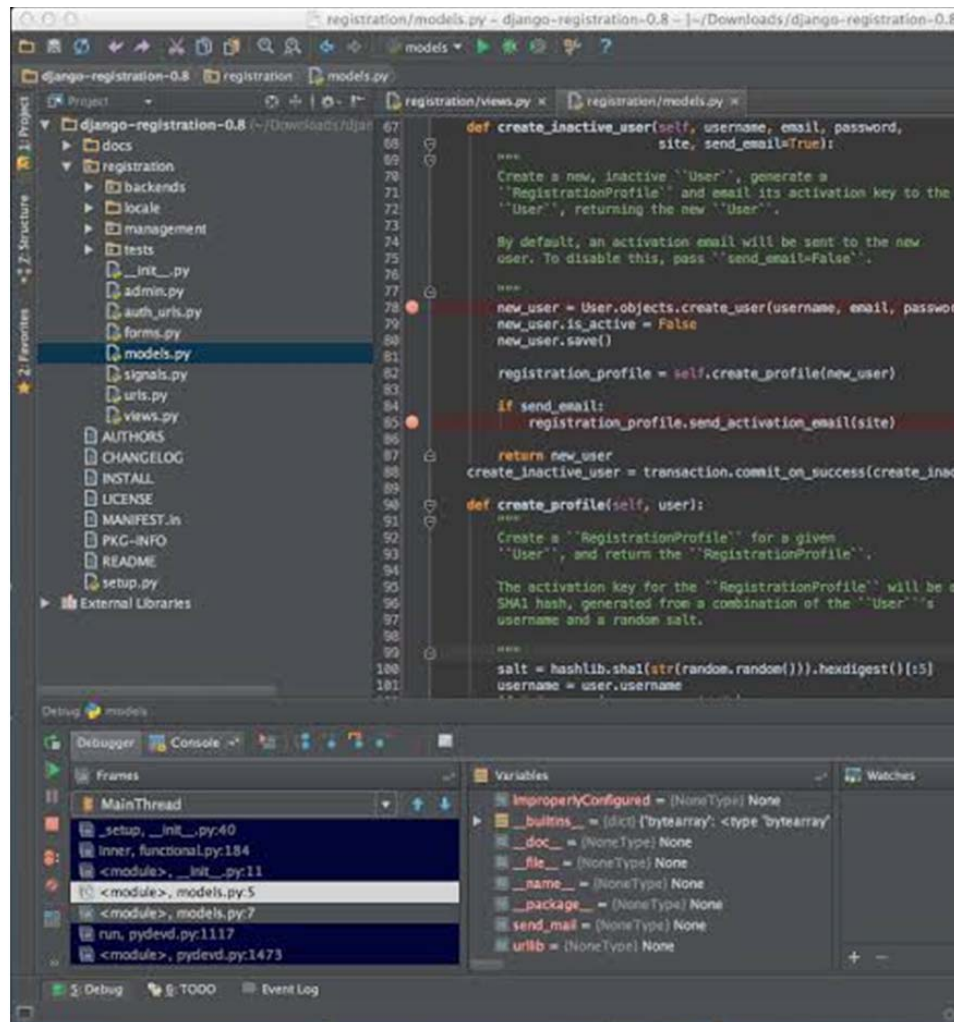 registration/models.py - django-registration-0.8 - [~/Downloads/django-registration-0.8
models
?
django-registration-0.8 registration models.py
Project
registration/views.py × registration/models.py ×
1: Project
Z: Structure
2: Favorites
django-registration-0.8 (~/Downloads/djan
docs
registration
backends
locale
management
tests
__init__.py
admin.py
auth_urls.py
forms.py
models.py
signals.py
urls.py
views.py
AUTHORS
CHANGELOG
INSTALL
LICENSE
MANIFEST.in
PKG-INFO
README
setup.py
External Libraries
67 def create_inactive_user(self, username, email, password,
68 site, send_email=True):
69 """
70 Create a new, inactive ``User``, generate a
71 ``RegistrationProfile`` and email its activation key to the
72 ``User``, returning the new ``User``.
73
74 By default, an activation email will be sent to the new
75 user. To disable this, pass ``send_email=False``.
76
77 """
78 new_user = User.objects.create_user(username, email, passwor
79 new_user.is_active = False
80 new_user.save()
81
82 registration_profile = self.create_profile(new_user)
83
84 if send_email:
85 registration_profile.send_activation_email(site)
86
87 return new_user
88 create_inactive_user = transaction.commit_on_success(create_inac
89
90 def create_profile(self, user):
91 """
92 Create a ``RegistrationProfile`` for a given
93 ``User``, and return the ``RegistrationProfile``.
94
95 The activation key for the ``RegistrationProfile`` will be a
96 SHA1 hash, generated from a combination of the ``User``'s
97 username and a random salt.
98
99 """
100 salt = hashlib.sha1(str(random.random())).hexdigest()[:5]
101 username = user.username
Debug models
Debugger Console
Frames
MainThread
_setup, __init__.py:40
inner, functional.py:184
<module>, __init__.py:11
<module>, models.py:5
<module>, models.py:7
run, pydevd.py:1117
<module>, pydevd.py:1473
Variables
ImproperlyConfigured = {NoneType} None
__builtins__ = {dict} {'bytearray': <type 'bytearray'
__doc__ = {NoneType} None
__file__ = {NoneType} None
__name__ = {NoneType} None
__package__ = {NoneType} None
send_mail = {NoneType} None
urllib = {NoneType} None
Watches
+ −
5: Debug 6: TODO Event Log